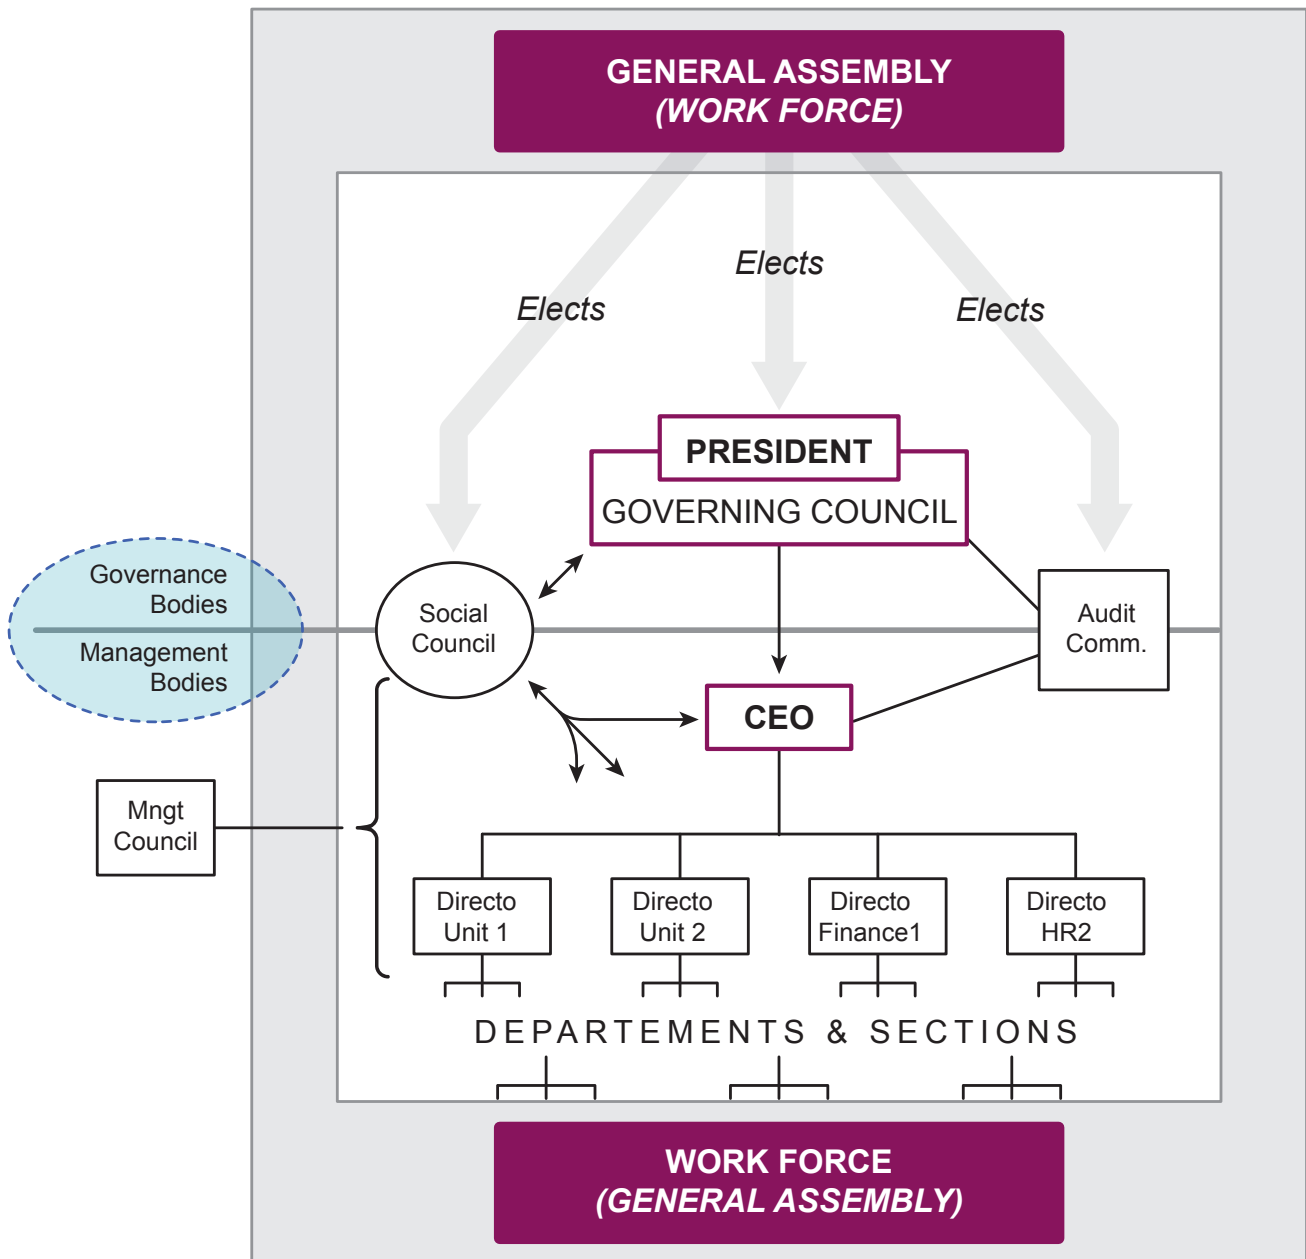 GENERAL ASSEMBLY
(WORK FORCE)
Elects
Elects
Elects
PRESIDENT
GOVERNING COUNCIL
Governance
Bodies
Management
Bodies
Social
Council
Audit
Comm.
CEO
Mngt
Council
Directo
Unit 1
Directo
Unit 2
Directo
Finance1
Directo
HR2
DEPARTEMENTS & SECTIONS
WORK FORCE
(GENERAL ASSEMBLY)